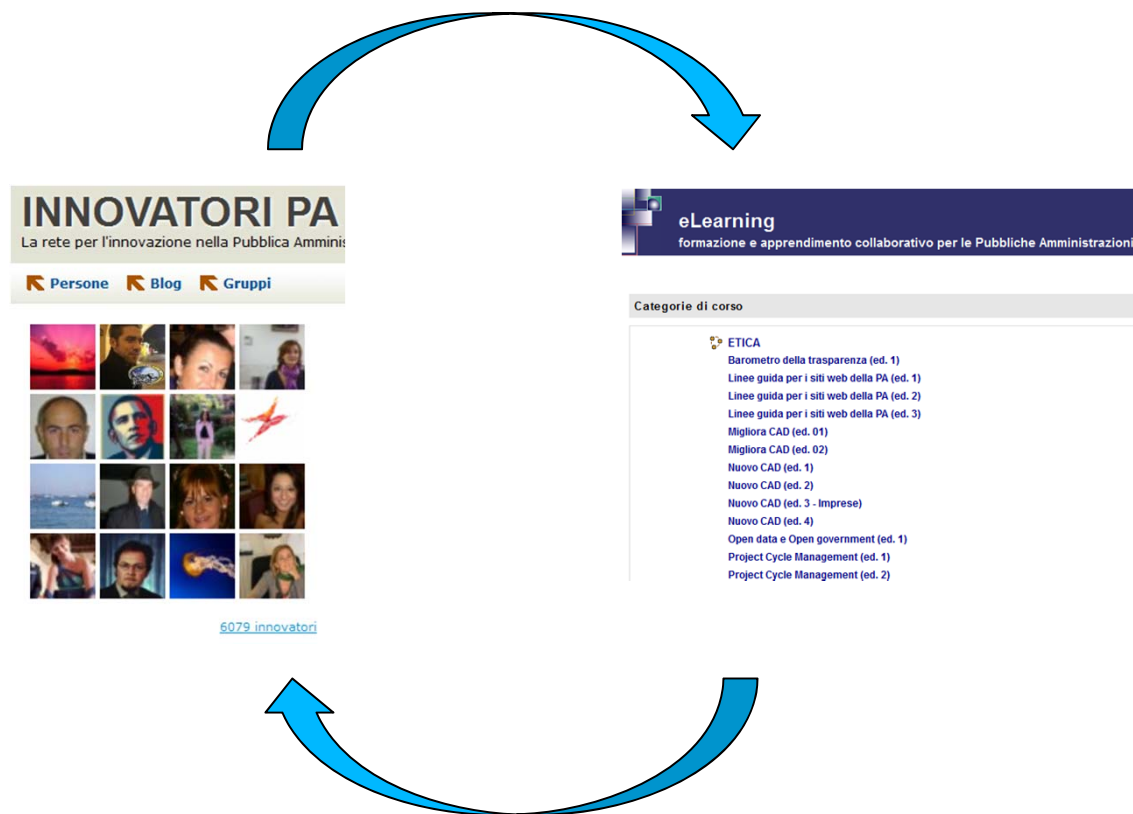 INNOVATORI PA
La rete per l'innovazione nella Pubblica
Persone Blog Gruppi
6079 innovatori
eLearning
formazione e apprendimento collaborativo per le Pubbliche Amministrazioni
Categorie di corso
ETICA
Barometro della trasparenza (ed. 1)
Linee guida per i siti web della PA (ed. 1)
Linee guida per i siti web della PA (ed. 2)
Linee guida per i siti web della PA (ed. 3)
Migliora CAD (ed. 01)
Migliora CAD (ed. 02)
Nuovo CAD (ed. 1)
Nuovo CAD (ed. 2)
Nuovo CAD (ed. 3 - Imprese)
Nuovo CAD (ed. 4)
Open data e Open government (ed. 1)
Project Cycle Management (ed. 1)
Project Cycle Management (ed. 2)